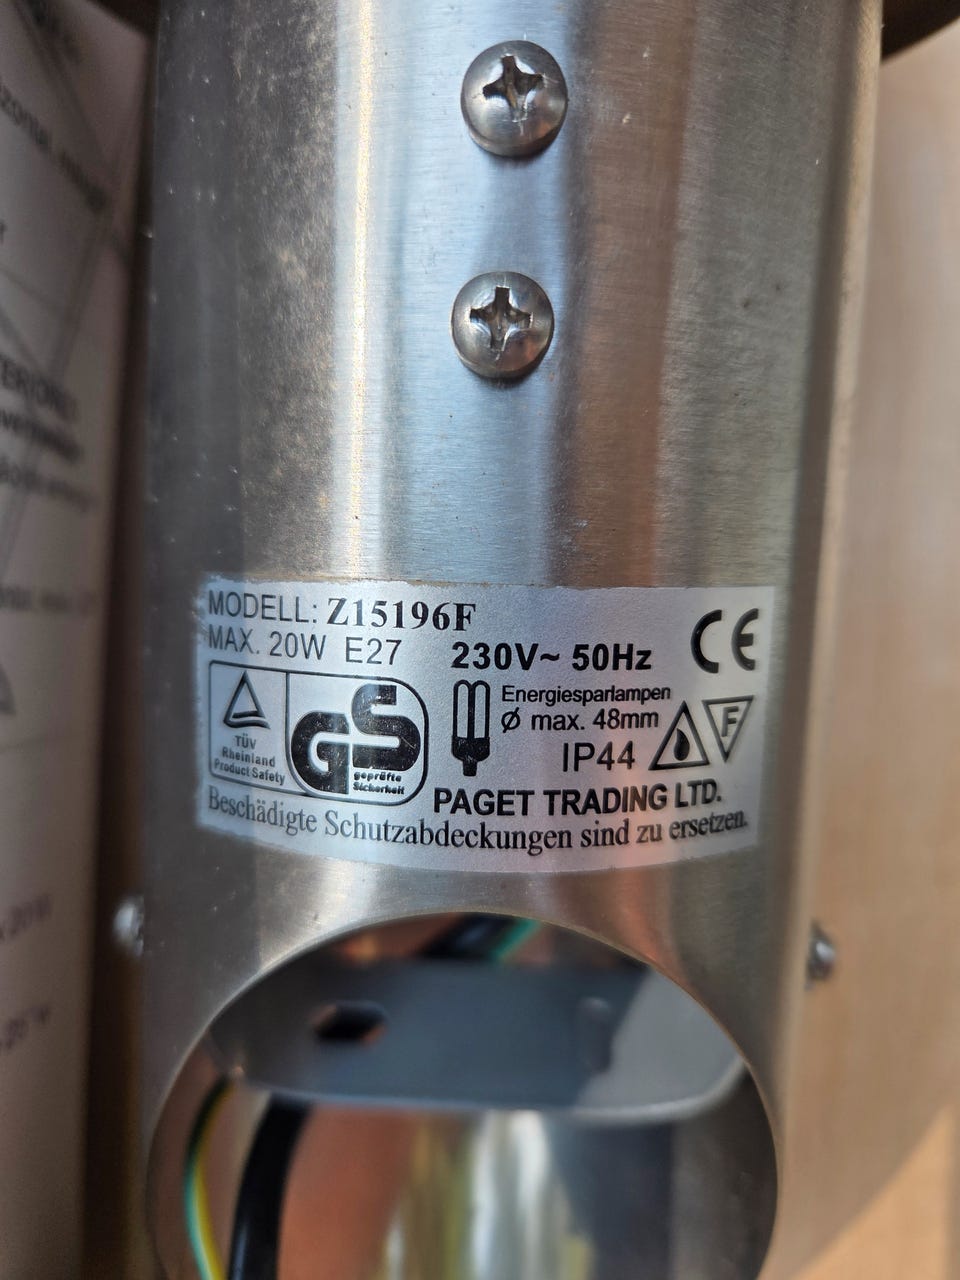 MODELL: Z15196F
MAX. 20W E27 230V~ 50Hz
CE
TÜV
Rheinland
Product Safety
GS
geprüfte
Sicherheit
Energiesparlampen
Ø max. 48mm
IP44
F
PAGET TRADING LTD.
Beschädigte Schutzabdeckungen sind zu ersetzen.